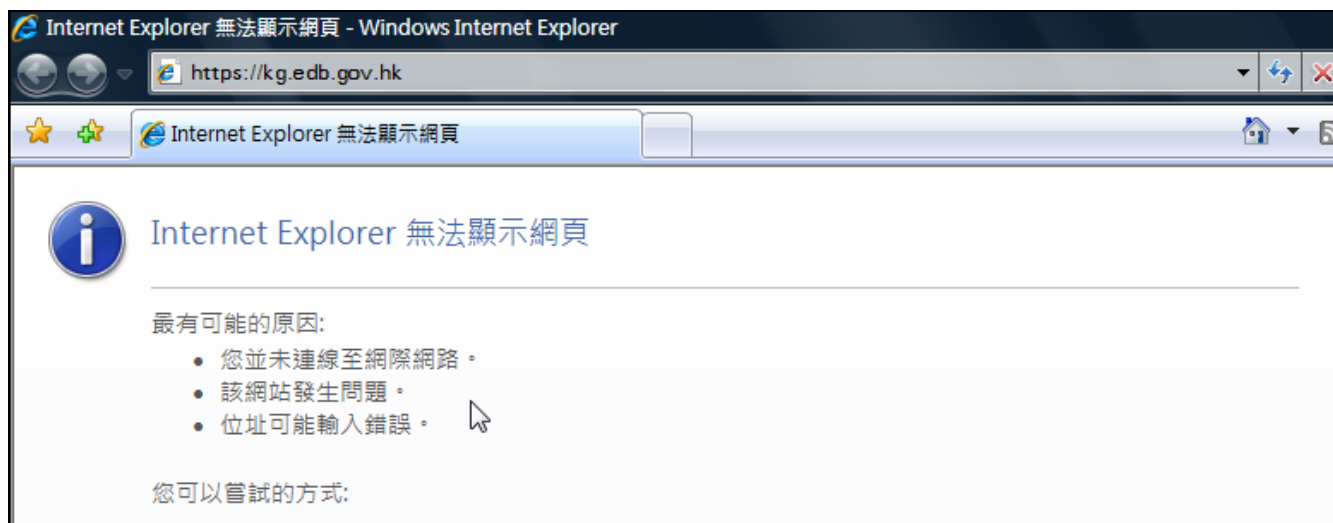 Internet Explorer 無法顯示網頁 - Windows Internet Explorer
https://kg.edb.gov.hk
Internet Explorer 無法顯示網頁
Internet Explorer 無法顯示網頁
最有可能的原因:
• 您並未連線至網際網路。
• 該網站發生問題。
• 位址可能輸入錯誤。
您可以嘗試的方式: